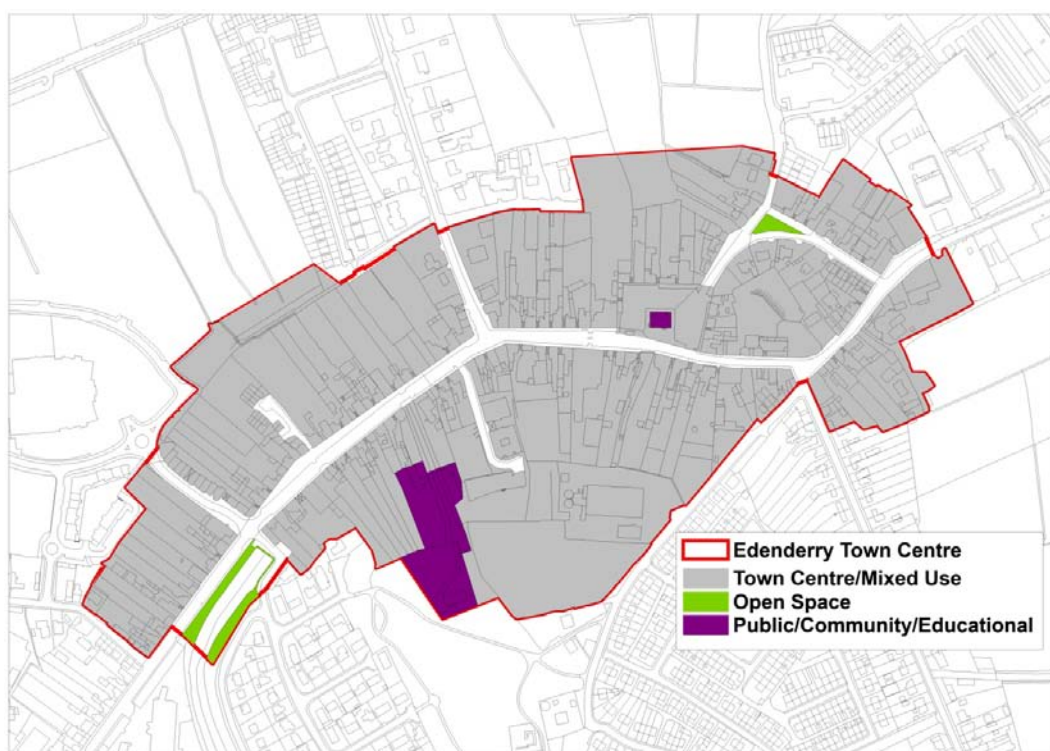 Edenderry Town Centre
Town Centre/Mixed Use
Open Space
Public/Community/Educational